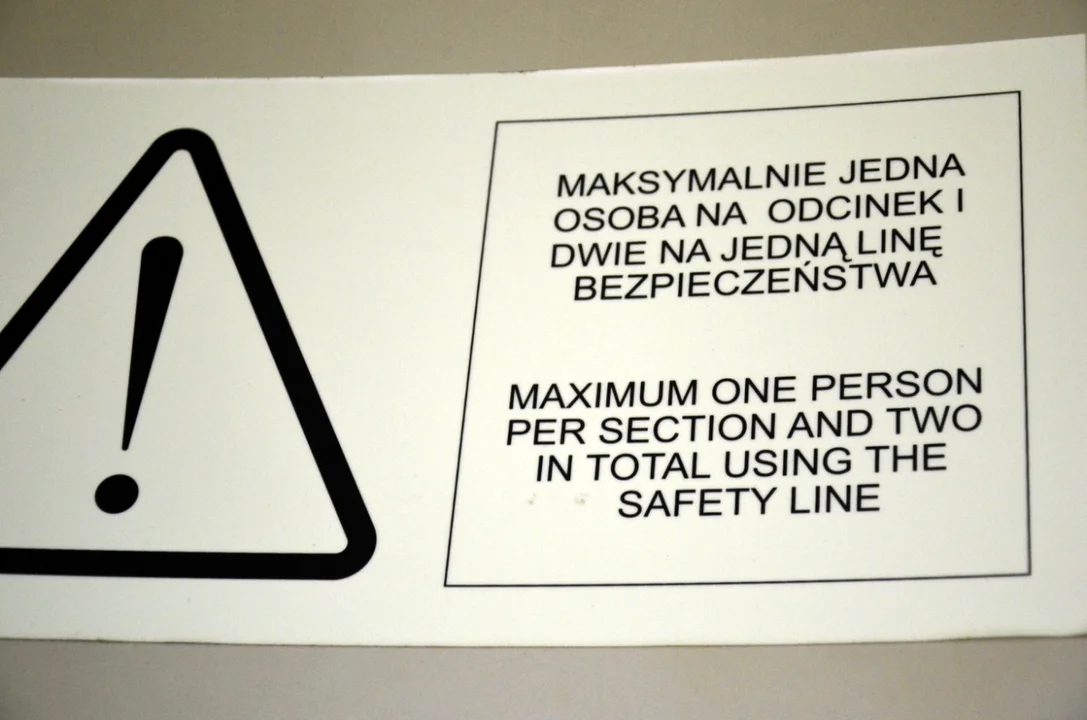 MAKSYMALNIE JEDNA
OSOBA NA ODCINEK I
DWIE NA JEDNĄ LINĘ
BEZPIECZEŃSTWA
MAXIMUM ONE PERSON
PER SECTION AND TWO
IN TOTAL USING THE
SAFETY LINE